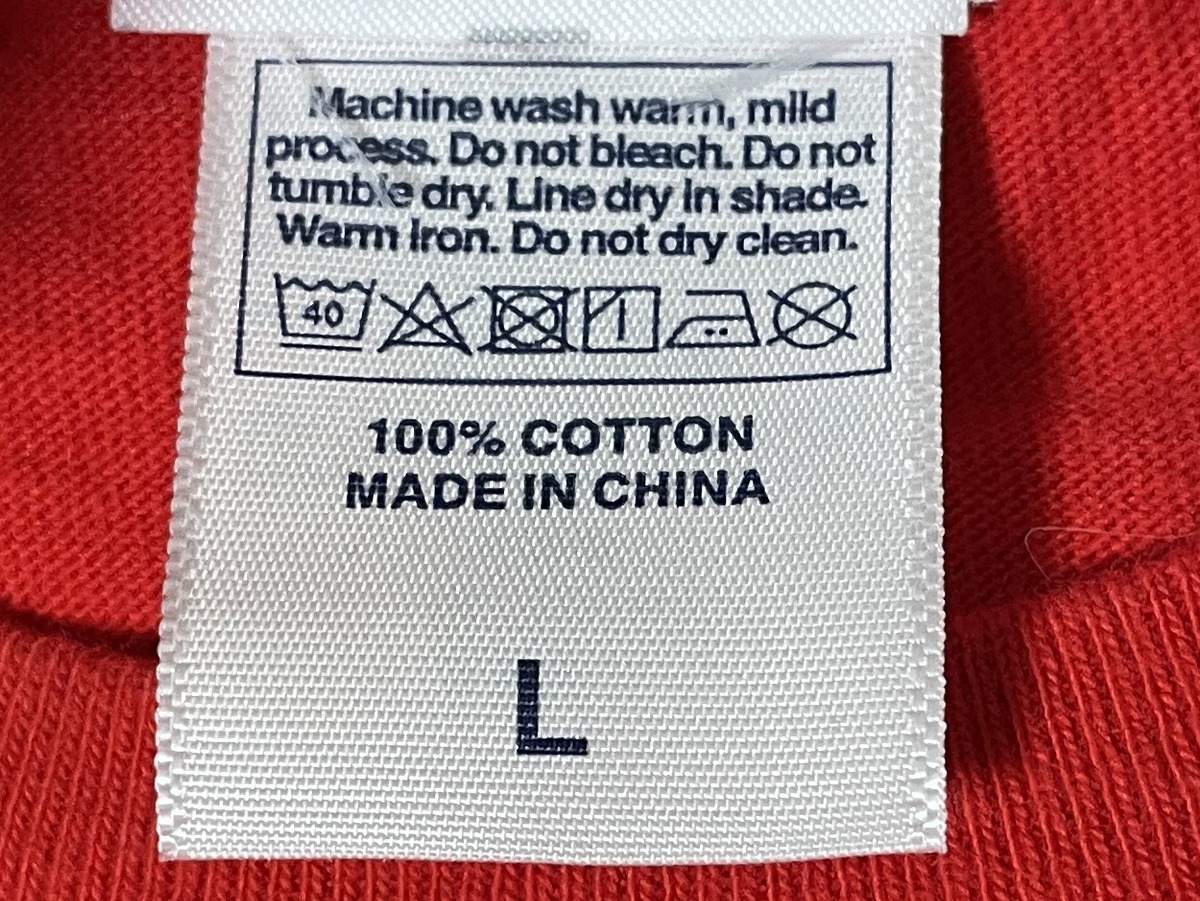 Machine wash warm, mild
process. Do not bleach. Do not
tumble dry. Line dry in shade.
Warm iron. Do not dry clean.
40
100% COTTON
MADE IN CHINA
L